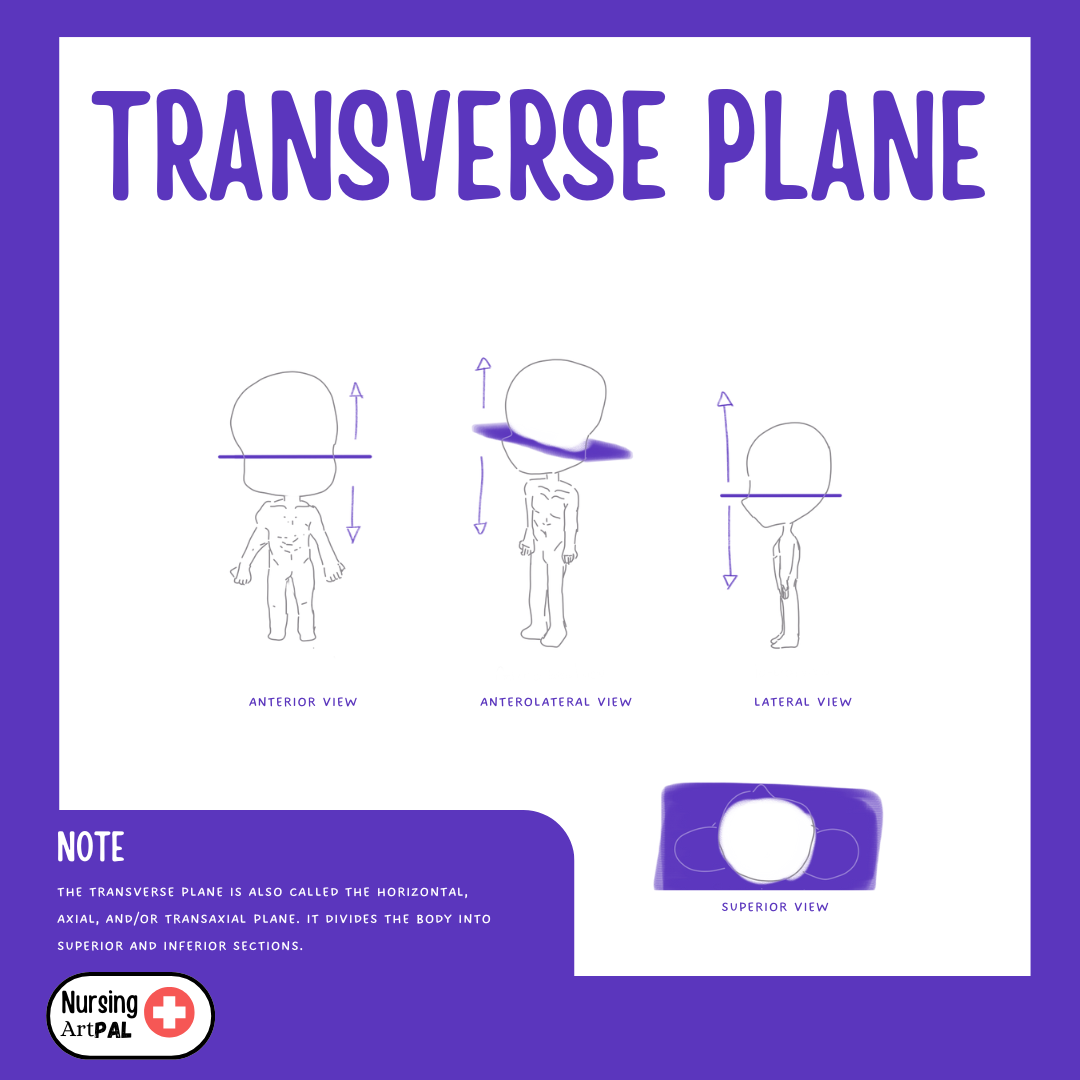 TRANSVERSE PLANE
ANTERIOR VIEW
ANTEROLATERAL VIEW
LATERAL VIEW
SUPERIOR VIEW
NOTE
THE TRANSVERSE PLANE IS ALSO CALLED THE HORIZONTAL,
AXIAL, AND/OR TRANSAXIAL PLANE. IT DIVIDES THE BODY INTO
SUPERIOR AND INFERIOR SECTIONS.
Nursing
ArtPAL